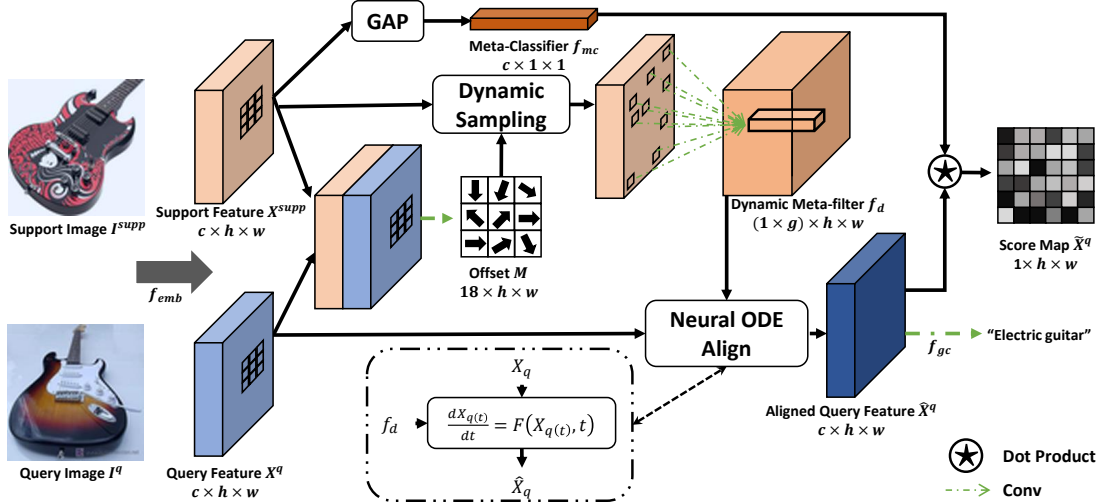 GAP
Meta-Classifier f_mc
c × 1 × 1
Dynamic
Sampling
Support Feature X^supp
c × h × w
Support Image I^supp
f_emb
Offset M
18 × h × w
Dynamic Meta-filter f_d
(1 × g) × h × w
Score Map X̃^q
1× h × w
Neural ODE
Align
f_gc
"Electric guitar"
X_q
f_d
dX_q(t)/dt = F(X_q(t), t)
X̂_q
Aligned Query Feature X̂^q
c × h × w
Query Image I^q
Query Feature X^q
c × h × w
Dot Product
Conv